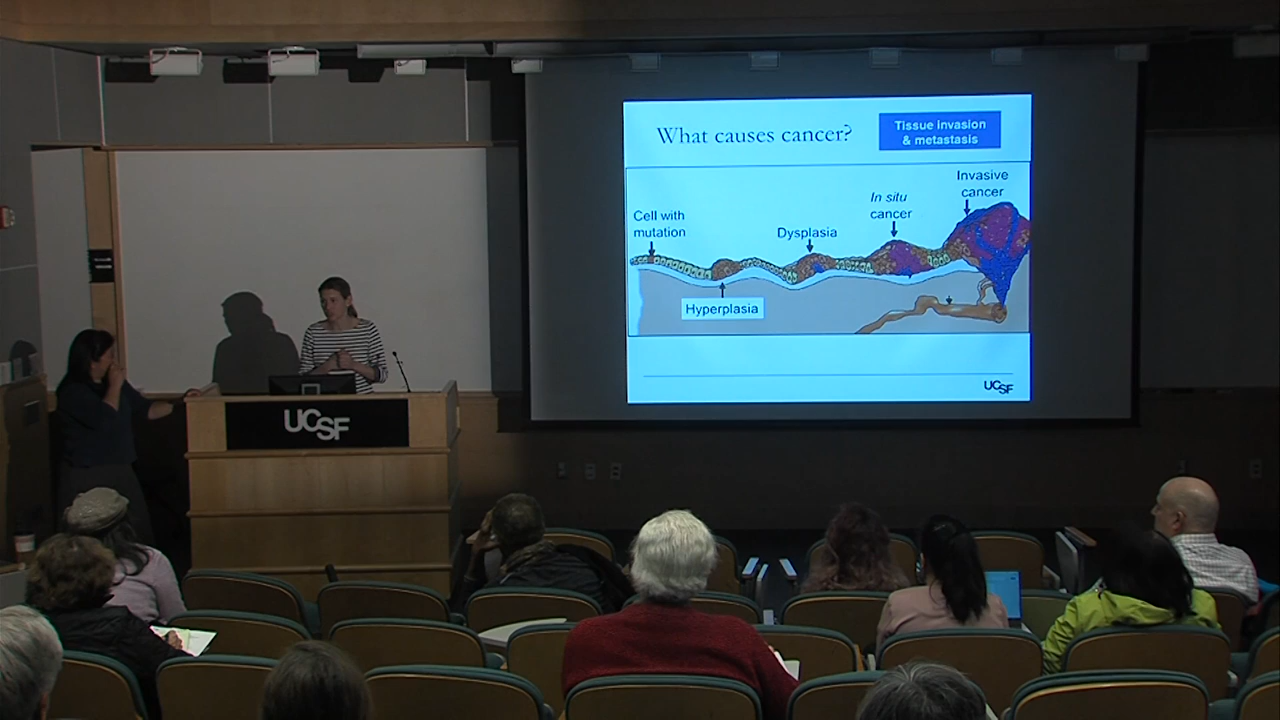 What causes cancer?
Tissue invasion
& metastasis
Invasive
cancer
In situ
cancer
Cell with
mutation
Dysplasia
Hyperplasia
UCSF
UCSF